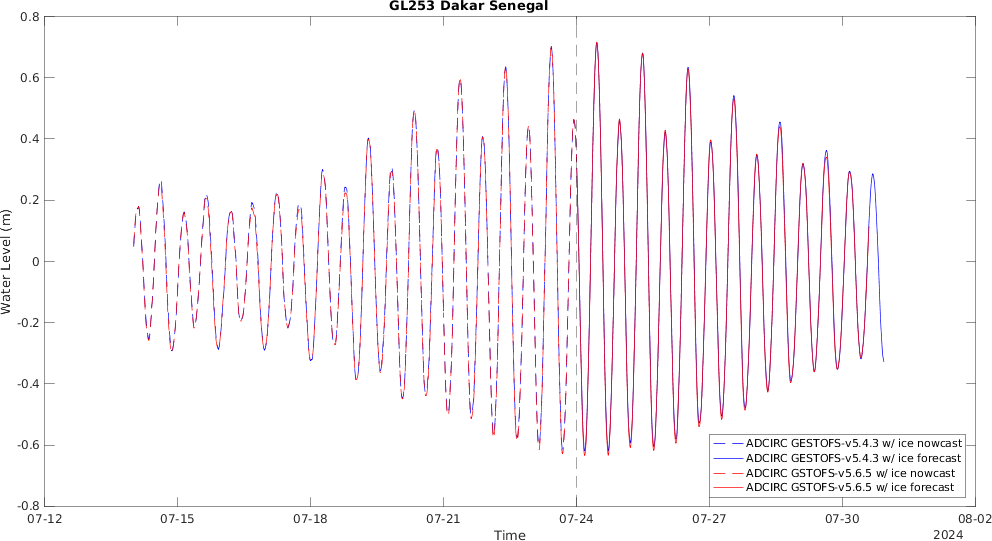 GL253 Dakar Senegal
0.8
0.6
0.4
0.2
0
-0.2
-0.4
-0.6
-0.8
Water Level (m)
07-12
07-15
07-18
07-21
07-24
07-27
07-30
08-02
Time
2024
ADCIRC GESTOFS-v5.4.3 w/ ice nowcast
ADCIRC GESTOFS-v5.4.3 w/ ice forecast
ADCIRC GSTOFS-v5.6.5 w/ ice nowcast
ADCIRC GSTOFS-v5.6.5 w/ ice forecast